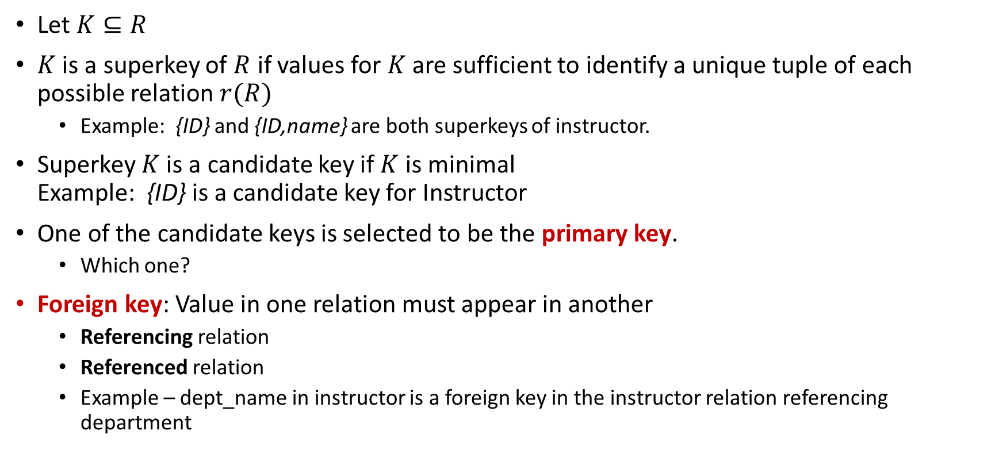 • Let K ⊆ R
• K is a superkey of R if values for K are sufficient to identify a unique tuple of each
possible relation r(R)
• Example: {ID} and {ID,name} are both superkeys of instructor.
• Superkey K is a candidate key if K is minimal
Example: {ID} is a candidate key for Instructor
• One of the candidate keys is selected to be the primary key.
• Which one?
• Foreign key: Value in one relation must appear in another
• Referencing relation
• Referenced relation
• Example – dept_name in instructor is a foreign key in the instructor relation referencing
department